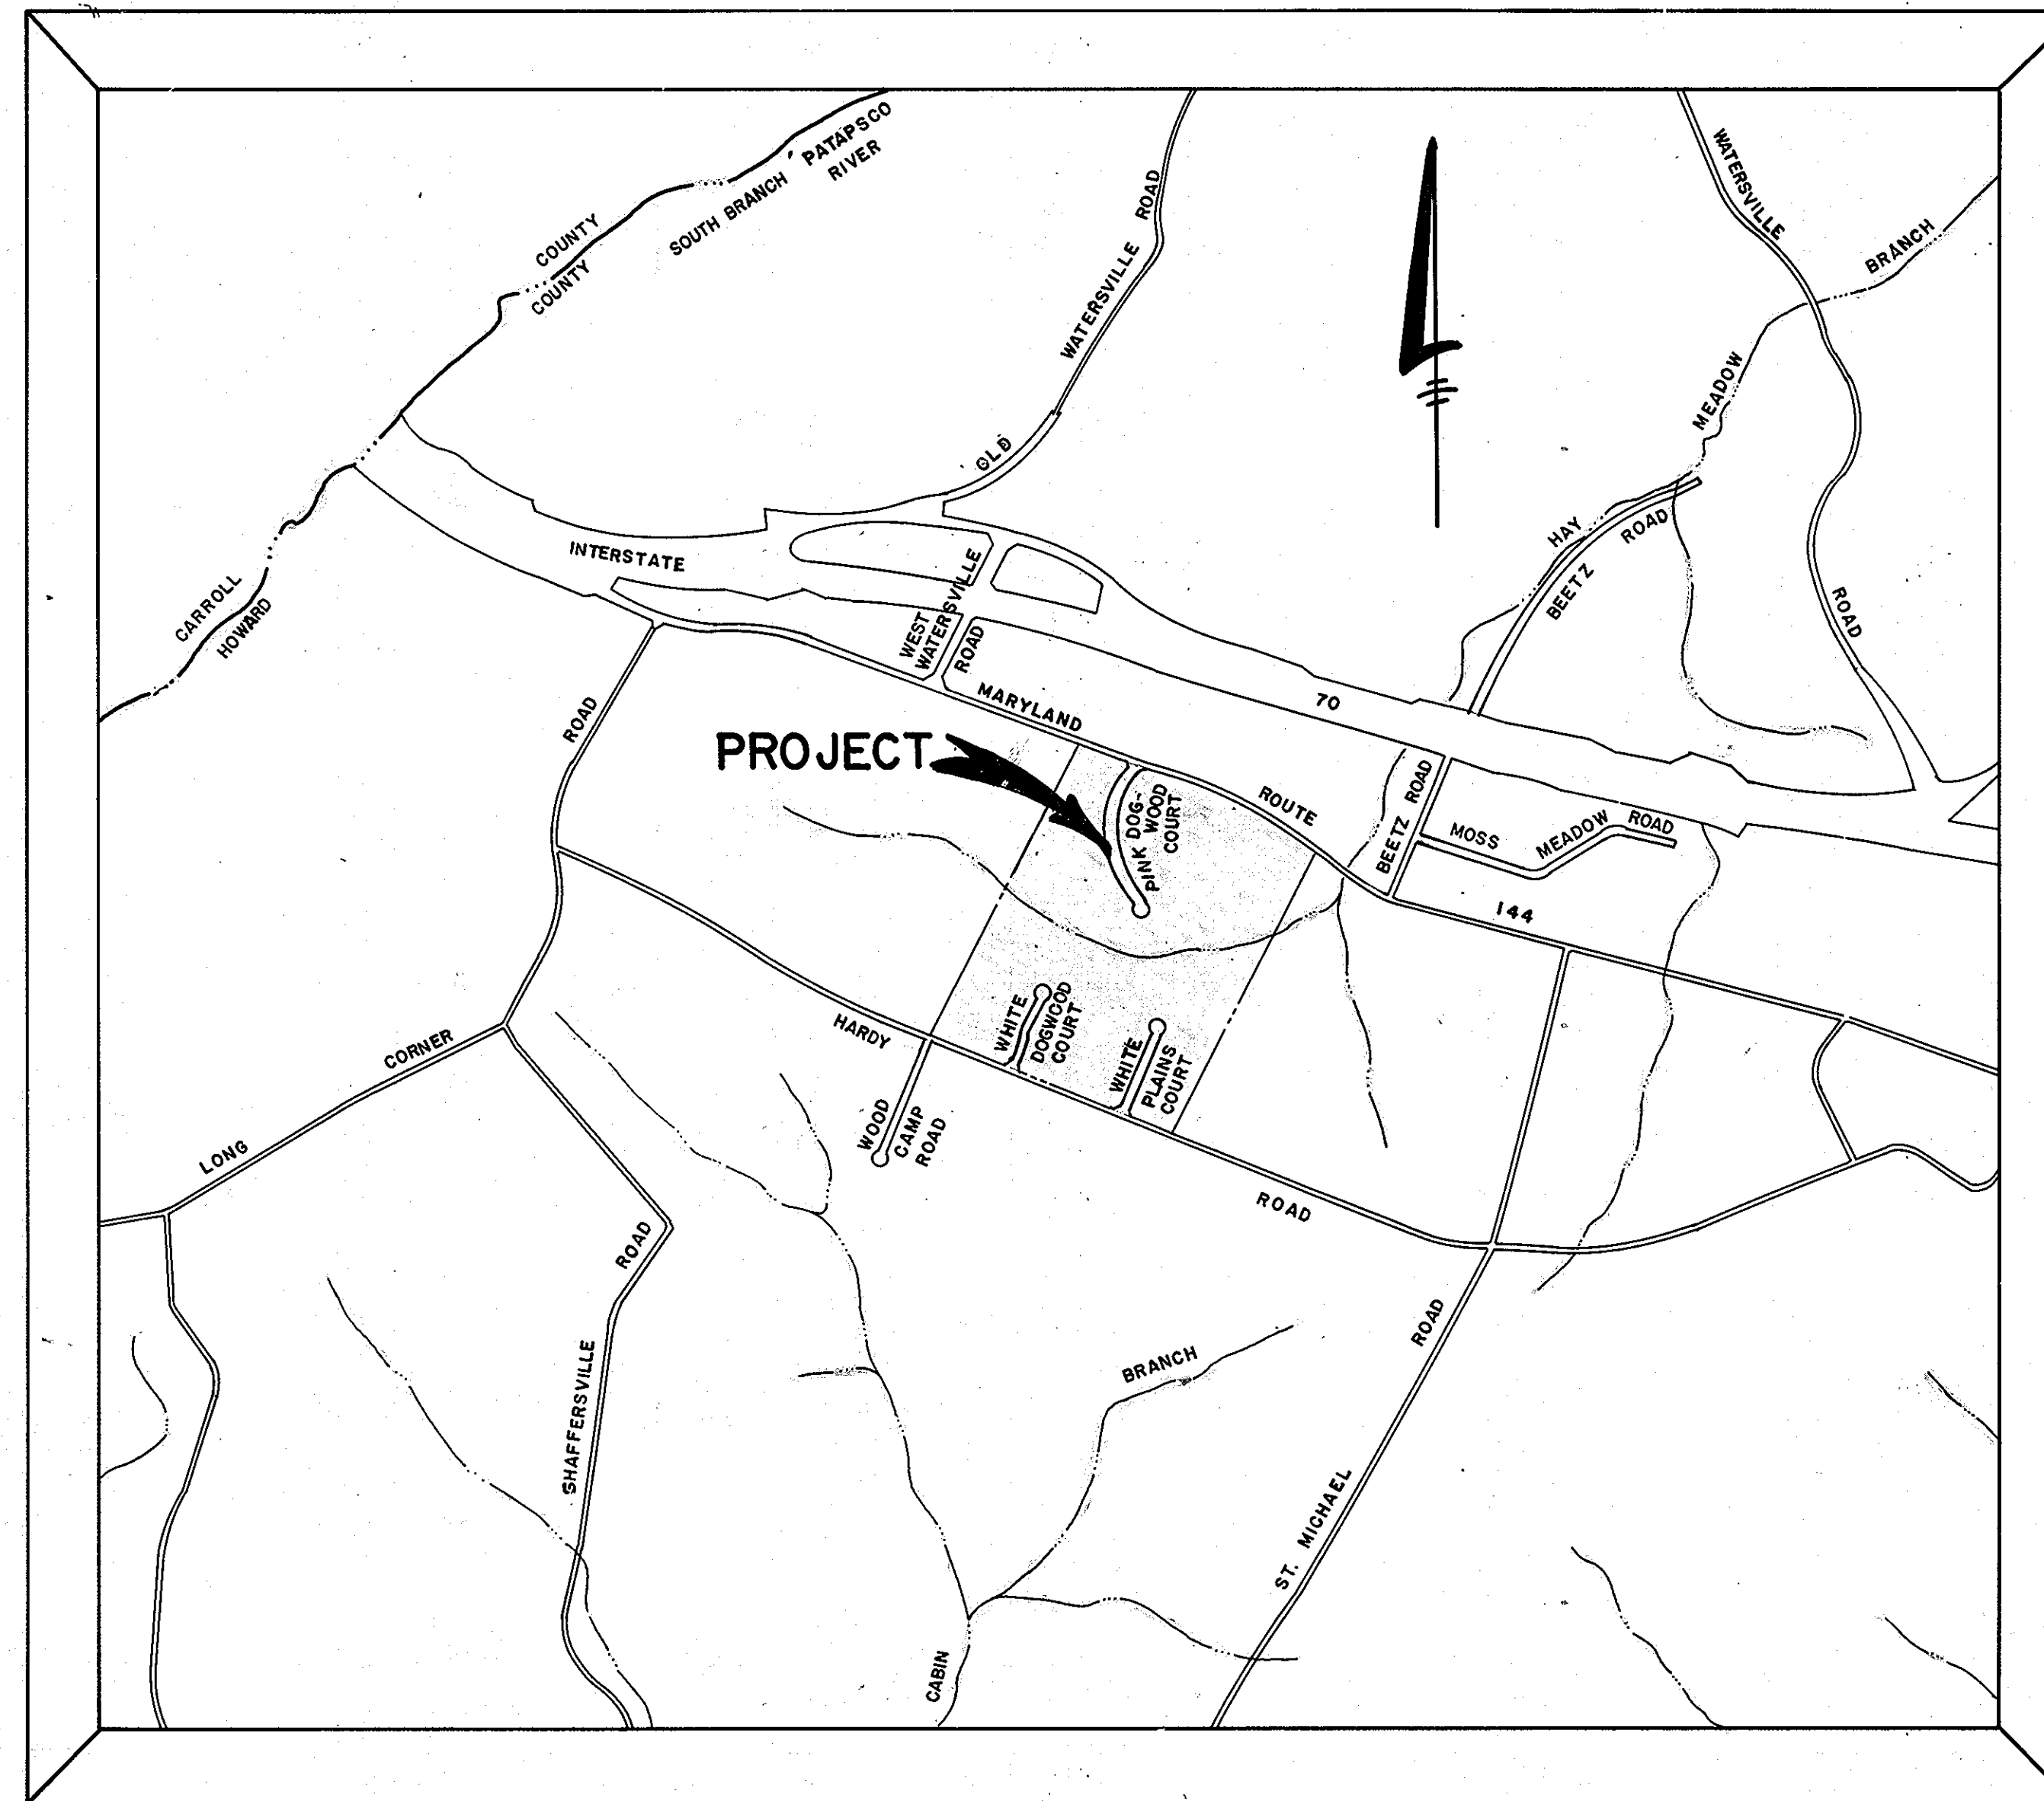 PATAPSCO
SOUTH BRANCH
RIVER
COUNTY
COUNTY
CARROLL
HOWARD
OLD
WATERSVILLE
ROAD
WATERSVILLE
ROAD
HAY
MEADOW
BRANCH
BEETZ
ROAD
INTERSTATE
70
WEST
WATERSVILLE
ROAD
MARYLAND
ROUTE
144
PROJECT
PINK DOG-
WOOD
COURT
BEETZ ROAD
MOSS MEADOW ROAD
ROAD
LONG CORNER
HARDY
ROAD
WHITE
DOGWOOD
COURT
WHITE
PLAINS
COURT
WOOD
CAMP
ROAD
SHAFFERSVILLE
ROAD
CABIN
BRANCH
ST. MICHAEL
ROAD